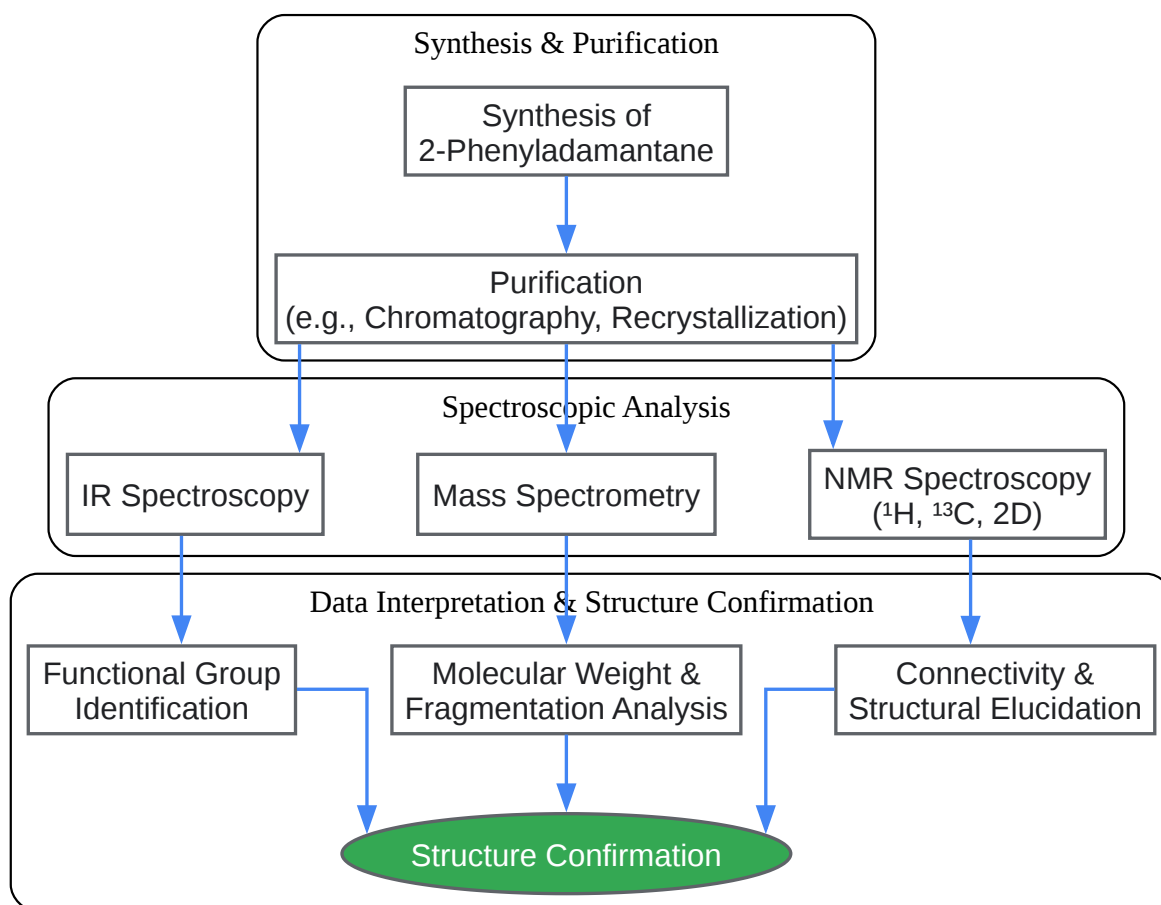 Synthesis & Purification
Synthesis of
2-Phenyladamantane
Purification
(e.g., Chromatography, Recrystallization)
Spectroscopic Analysis
IR Spectroscopy
Mass Spectrometry
NMR Spectroscopy
(¹H, ¹³C, 2D)
Data Interpretation & Structure Confirmation
Functional Group
Identification
Molecular Weight &
Fragmentation Analysis
Connectivity &
Structural Elucidation
Structure Confirmation